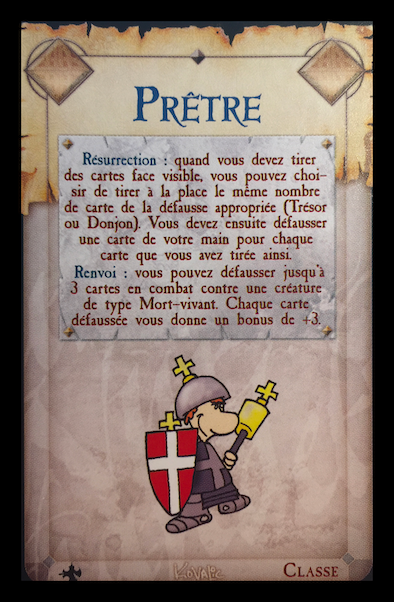 PRÊTRE
Résurrection : quand vous devez tirer
des cartes face visible, vous pouvez choi-
sir de tirer à la place le même nombre
de carte de la défausse appropriée (Trésor
ou Donjon). Vous devez ensuite défausser
une carte de votre main pour chaque
carte que vous avez tirée ainsi.
Renvoi : vous pouvez défausser jusqu'à
3 cartes en combat contre une créature
de type Mort-vivant. Chaque carte
défaussée vous donne un bonus de +3.
Kovalic
CLASSE